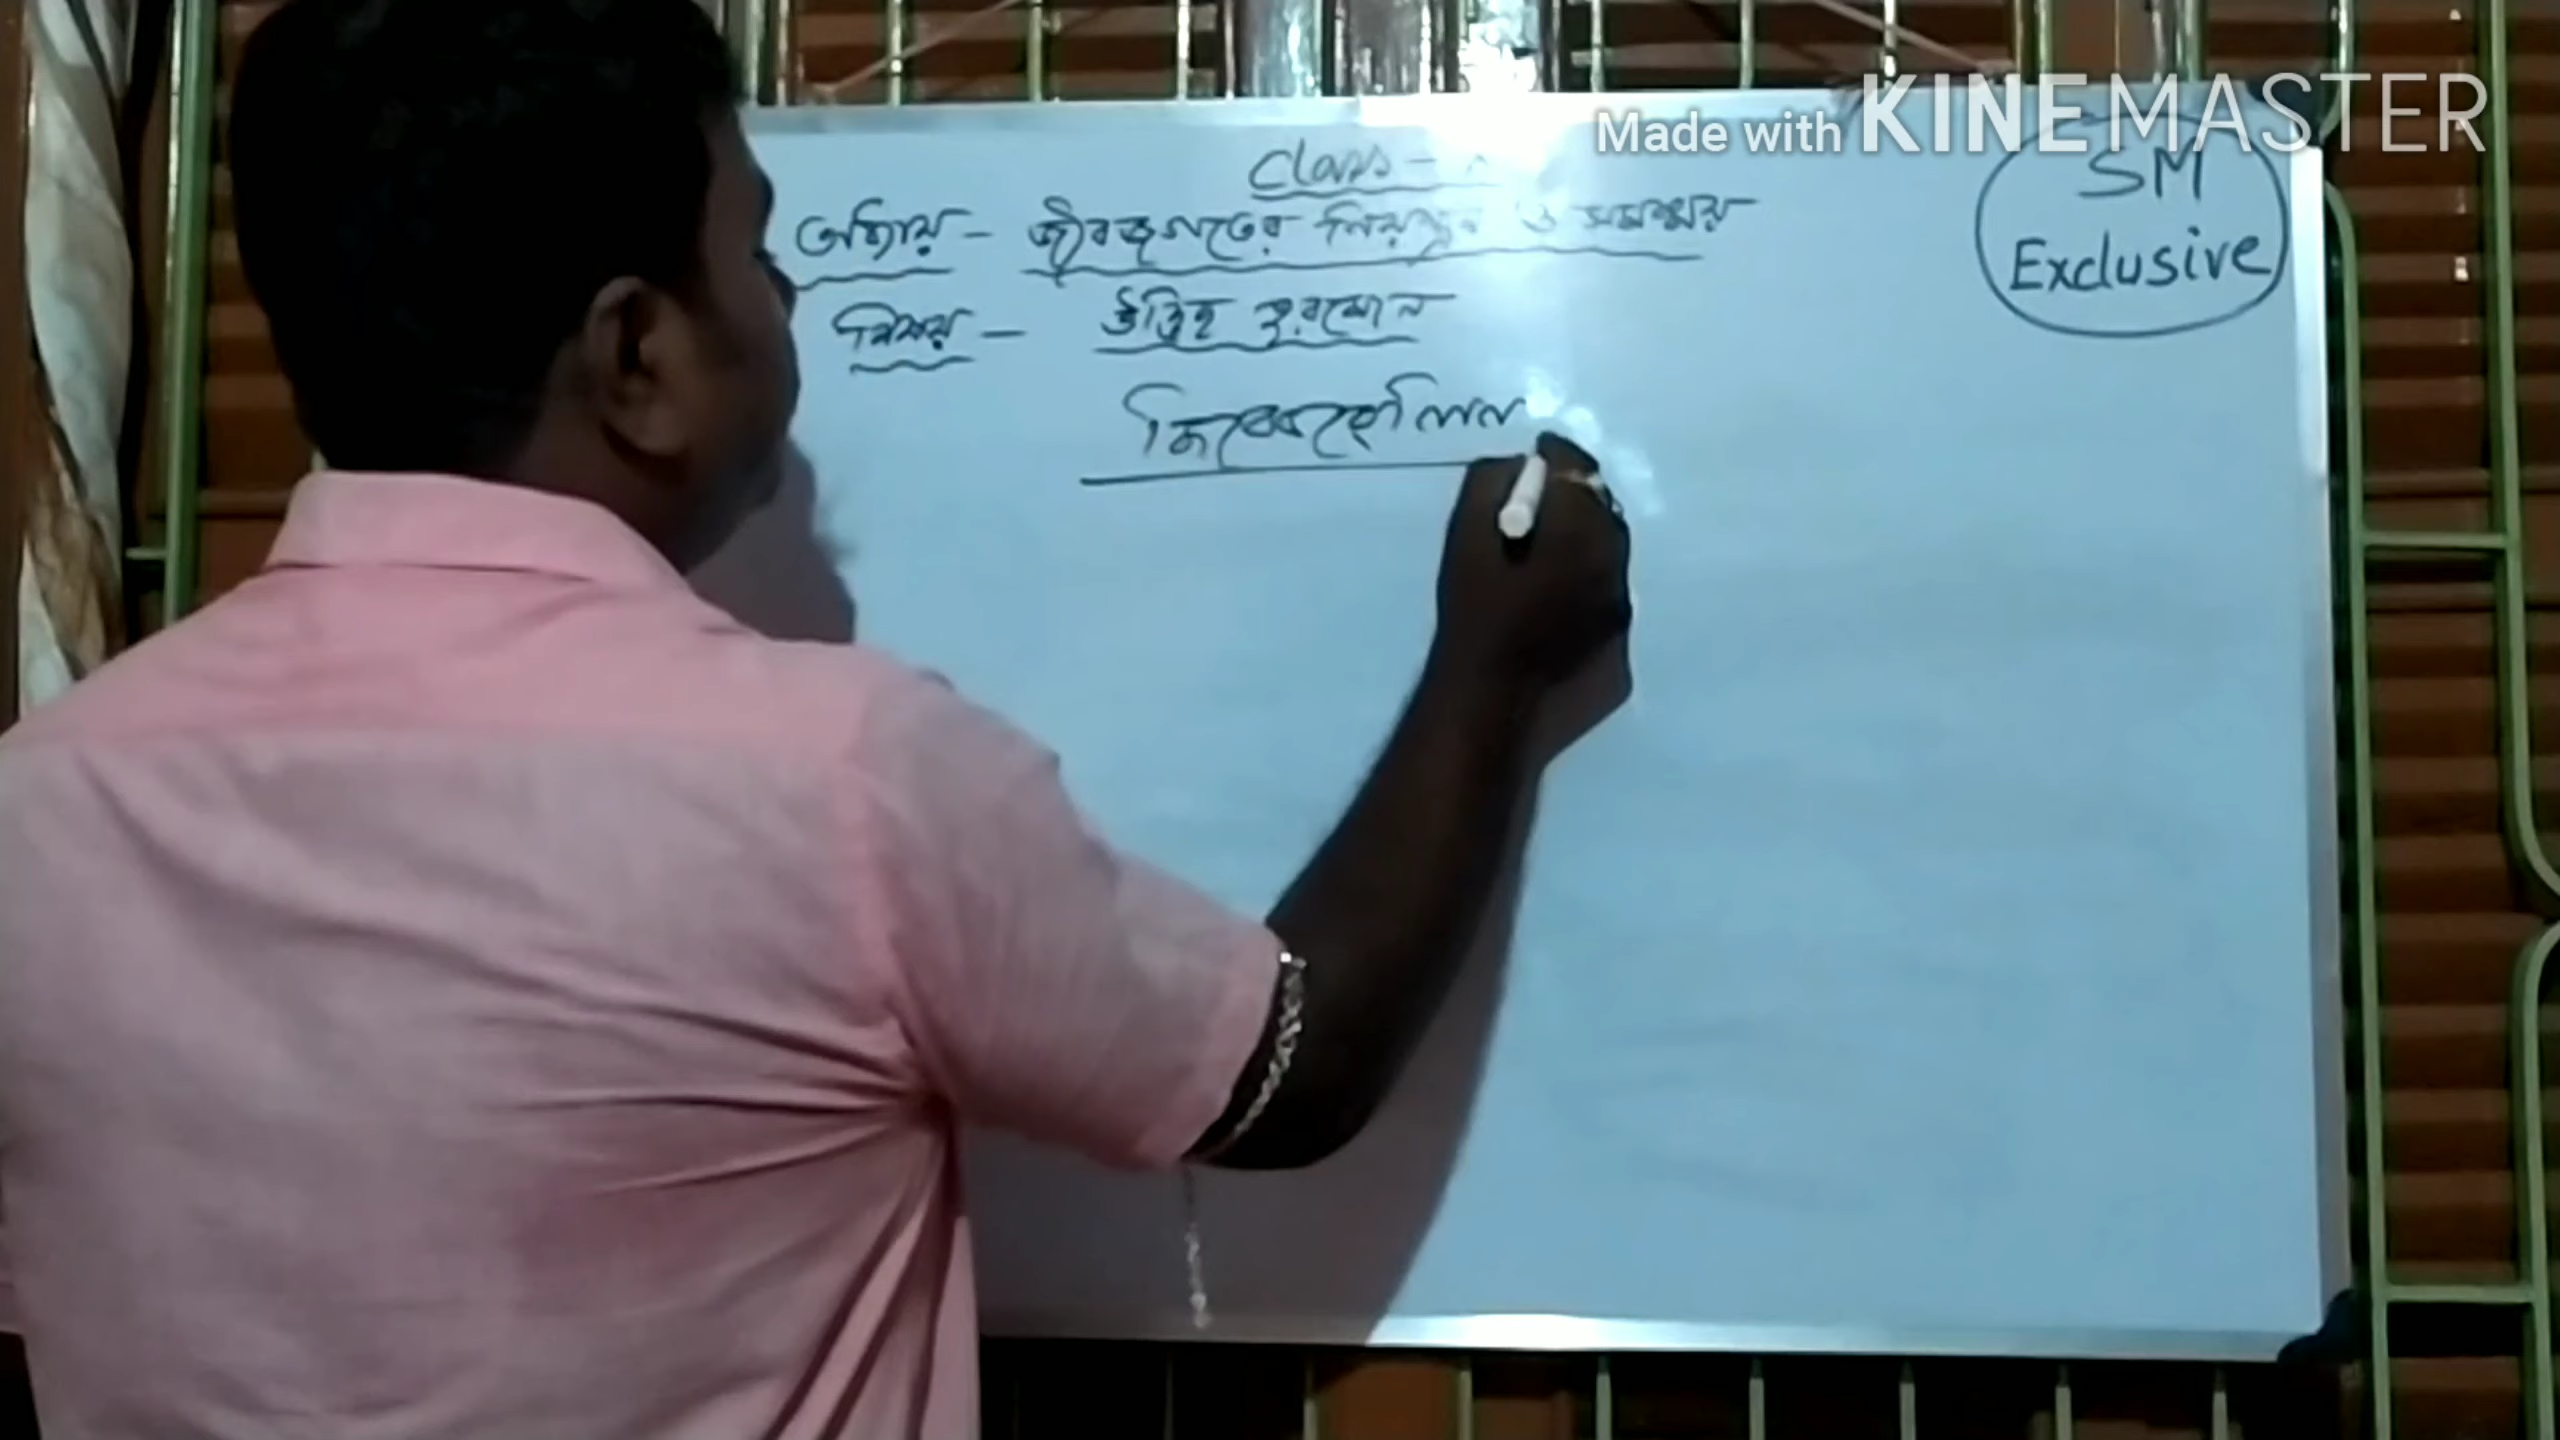 Made with KINEMASTER
SM
Exclusive
Class -
অধ্যায় - জীবজগতের নিয়ন্ত্রণ ও সমন্বয়
বিষয় - উদ্ভিদ হরমোন
জিব্বেরেলিন